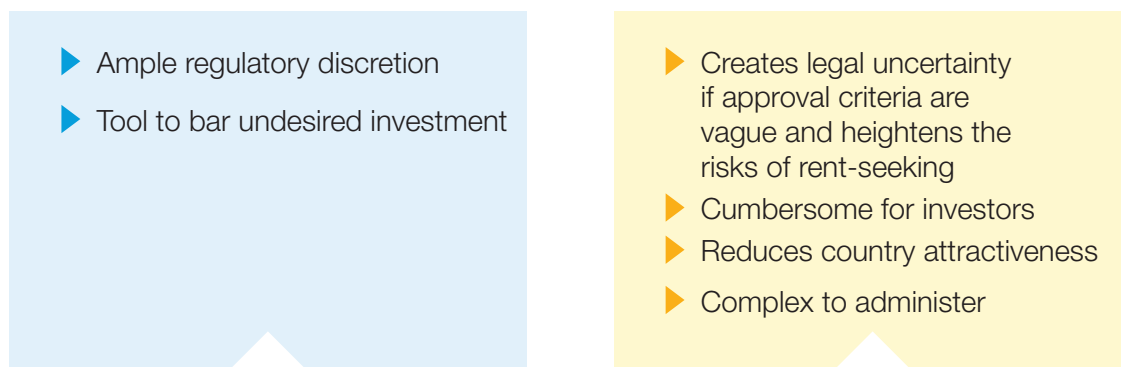 Ample regulatory discretion
Tool to bar undesired investment
Creates legal uncertainty
if approval criteria are
vague and heightens the
risks of rent-seeking
Cumbersome for investors
Reduces country attractiveness
Complex to administer